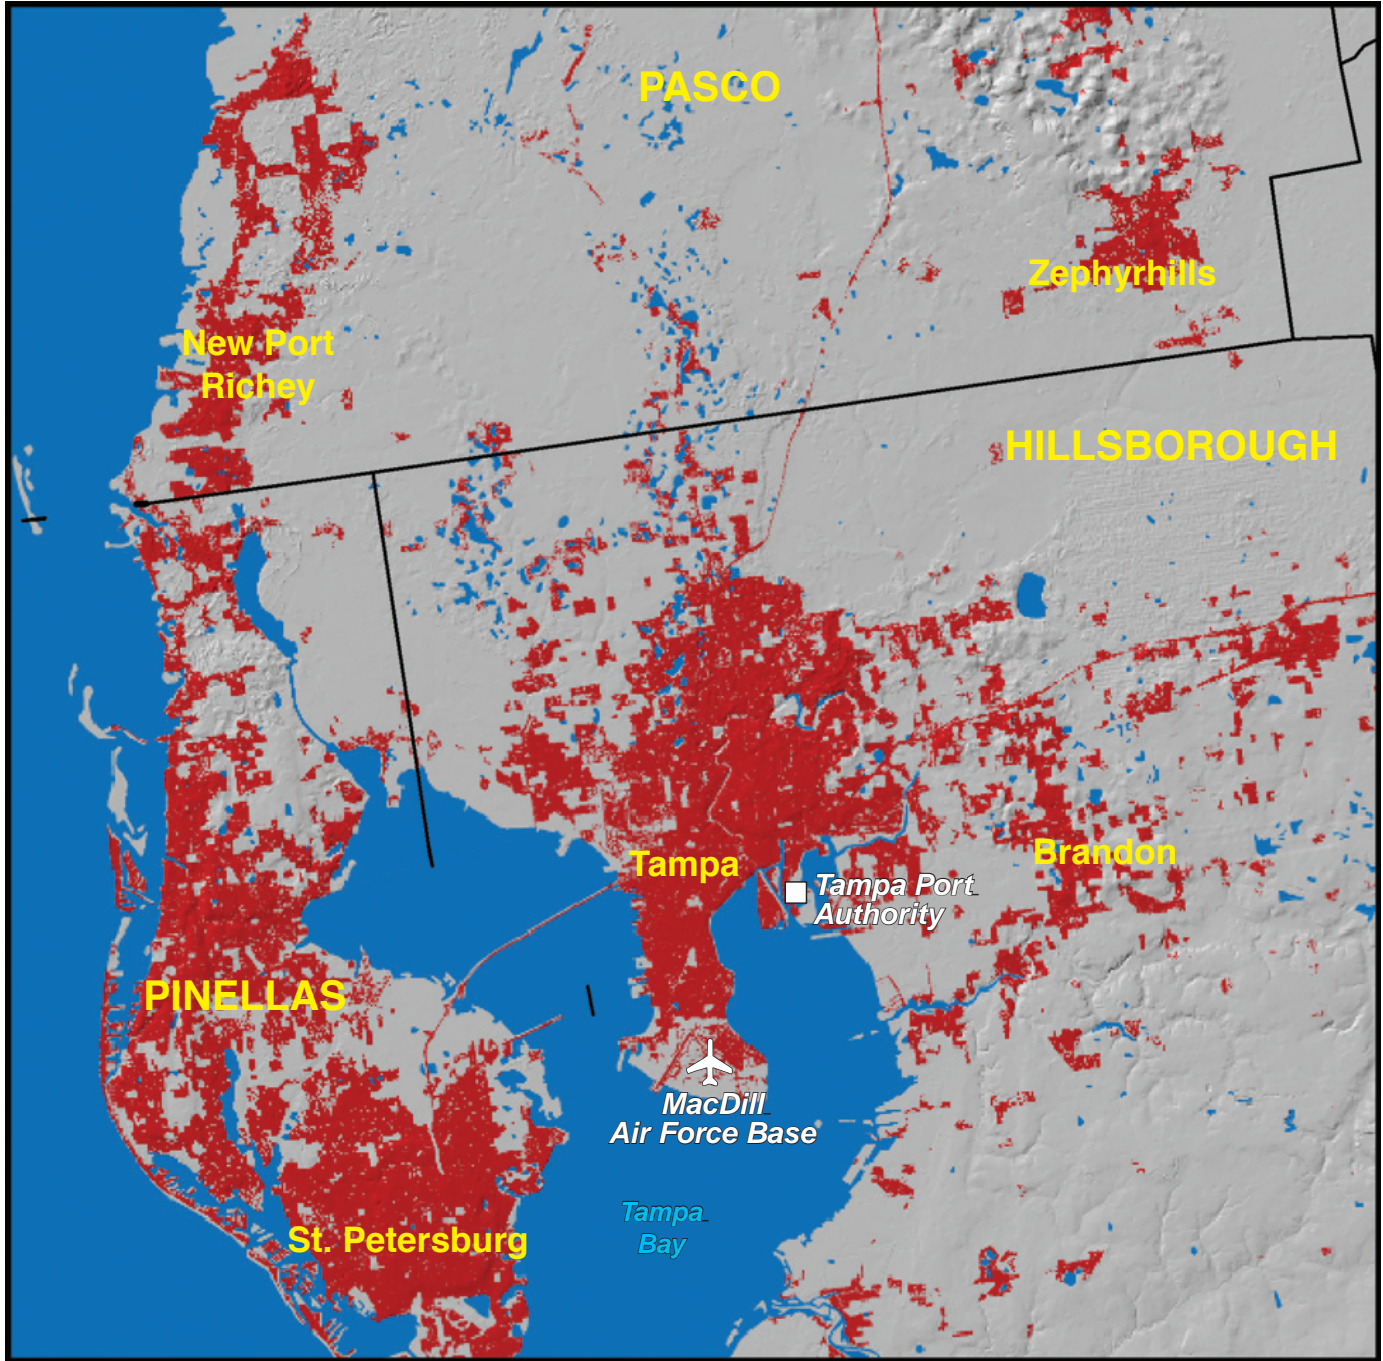 PASCO
Zephyrhills
New Port
Richey
HILLSBOROUGH
Brandon
Tampa
Tampa Port
Authority
PINELLAS
MacDill
Air Force Base
Tampa
Bay
St. Petersburg